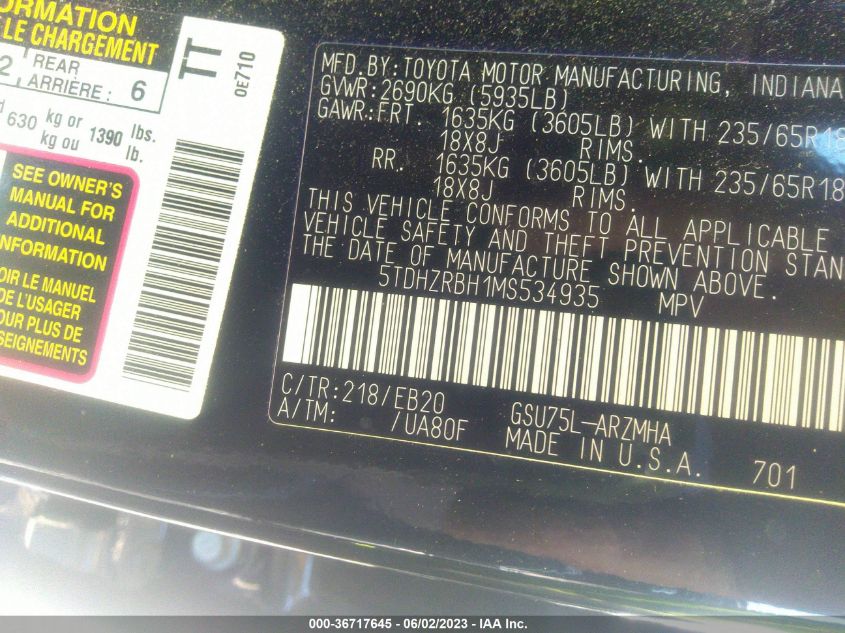 ORMATION
LE CHARGEMENT
2 REAR
ARRIÈRE : 6
630 kg or 1390 lbs.
kg ou lb.
SEE OWNER'S
MANUAL FOR
ADDITIONAL
INFORMATION
OIR LE MANUEL
DE L'USAGER
POUR PLUS DE
SEIGNEMENTS
TT
0E710
MFD.BY:TOYOTA MOTOR MANUFACTURING, INDIANA
GVWR:2690KG (5935LB)
GAWR:FRT. 1635KG (3605LB) WITH 235/65R18
18X8J RIMS.
RR. 1635KG (3605LB) WITH 235/65R18
18X8J RIMS.
THIS VEHICLE CONFORMS TO ALL APPLICABLE
VEHICLE SAFETY AND THEFT PREVENTION STAN
THE DATE OF MANUFACTURE SHOWN ABOVE.
5TDHZRBH1MS534935 MPV
C/TR:218/EB20 GSU75L-ARZMHA
A/TM: /UA80F MADE IN U.S.A. 701
000-36717645 / 06/02/2023 - IAA Inc.